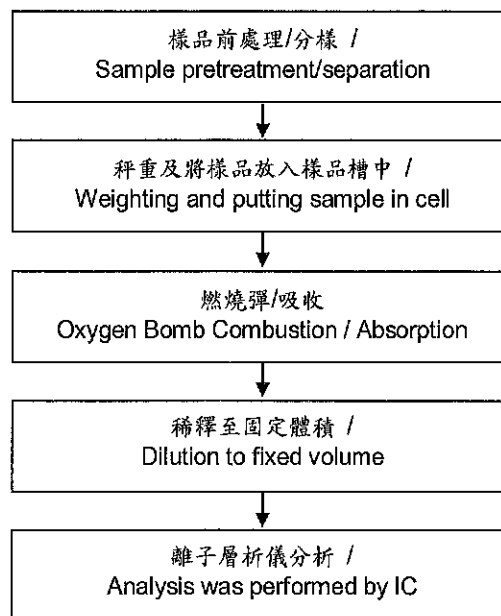 樣品前處理/分樣 /
Sample pretreatment/separation
秤重及將樣品放入樣品槽中 /
Weighting and putting sample in cell
燃燒彈/吸收
Oxygen Bomb Combustion / Absorption
稀釋至固定體積 /
Dilution to fixed volume
離子層析儀分析 /
Analysis was performed by IC